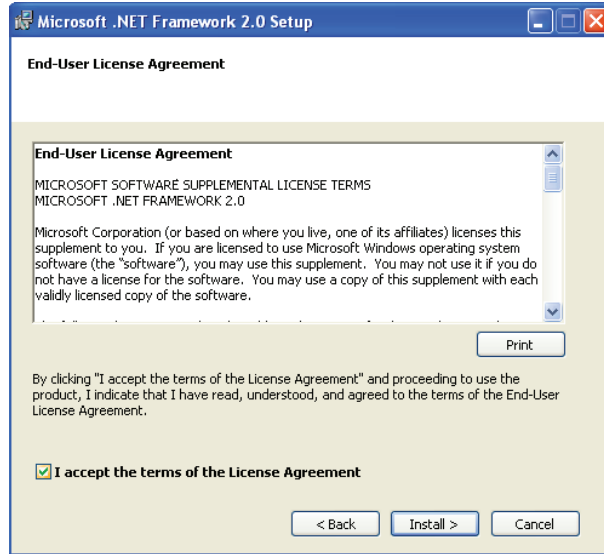 Microsoft .NET Framework 2.0 Setup
End-User License Agreement
End-User License Agreement
MICROSOFT SOFTWARE SUPPLEMENTAL LICENSE TERMS
MICROSOFT .NET FRAMEWORK 2.0
Microsoft Corporation (or based on where you live, one of its affiliates) licenses this
supplement to you. If you are licensed to use Microsoft Windows operating system
software (the “software”), you may use this supplement. You may not use it if you do
not have a license for the software. You may use a copy of this supplement with each
validly licensed copy of the software.
Print
By clicking "I accept the terms of the License Agreement" and proceeding to use the
product, I indicate that I have read, understood, and agreed to the terms of the End-User
License Agreement.
I accept the terms of the License Agreement
< Back Install > Cancel